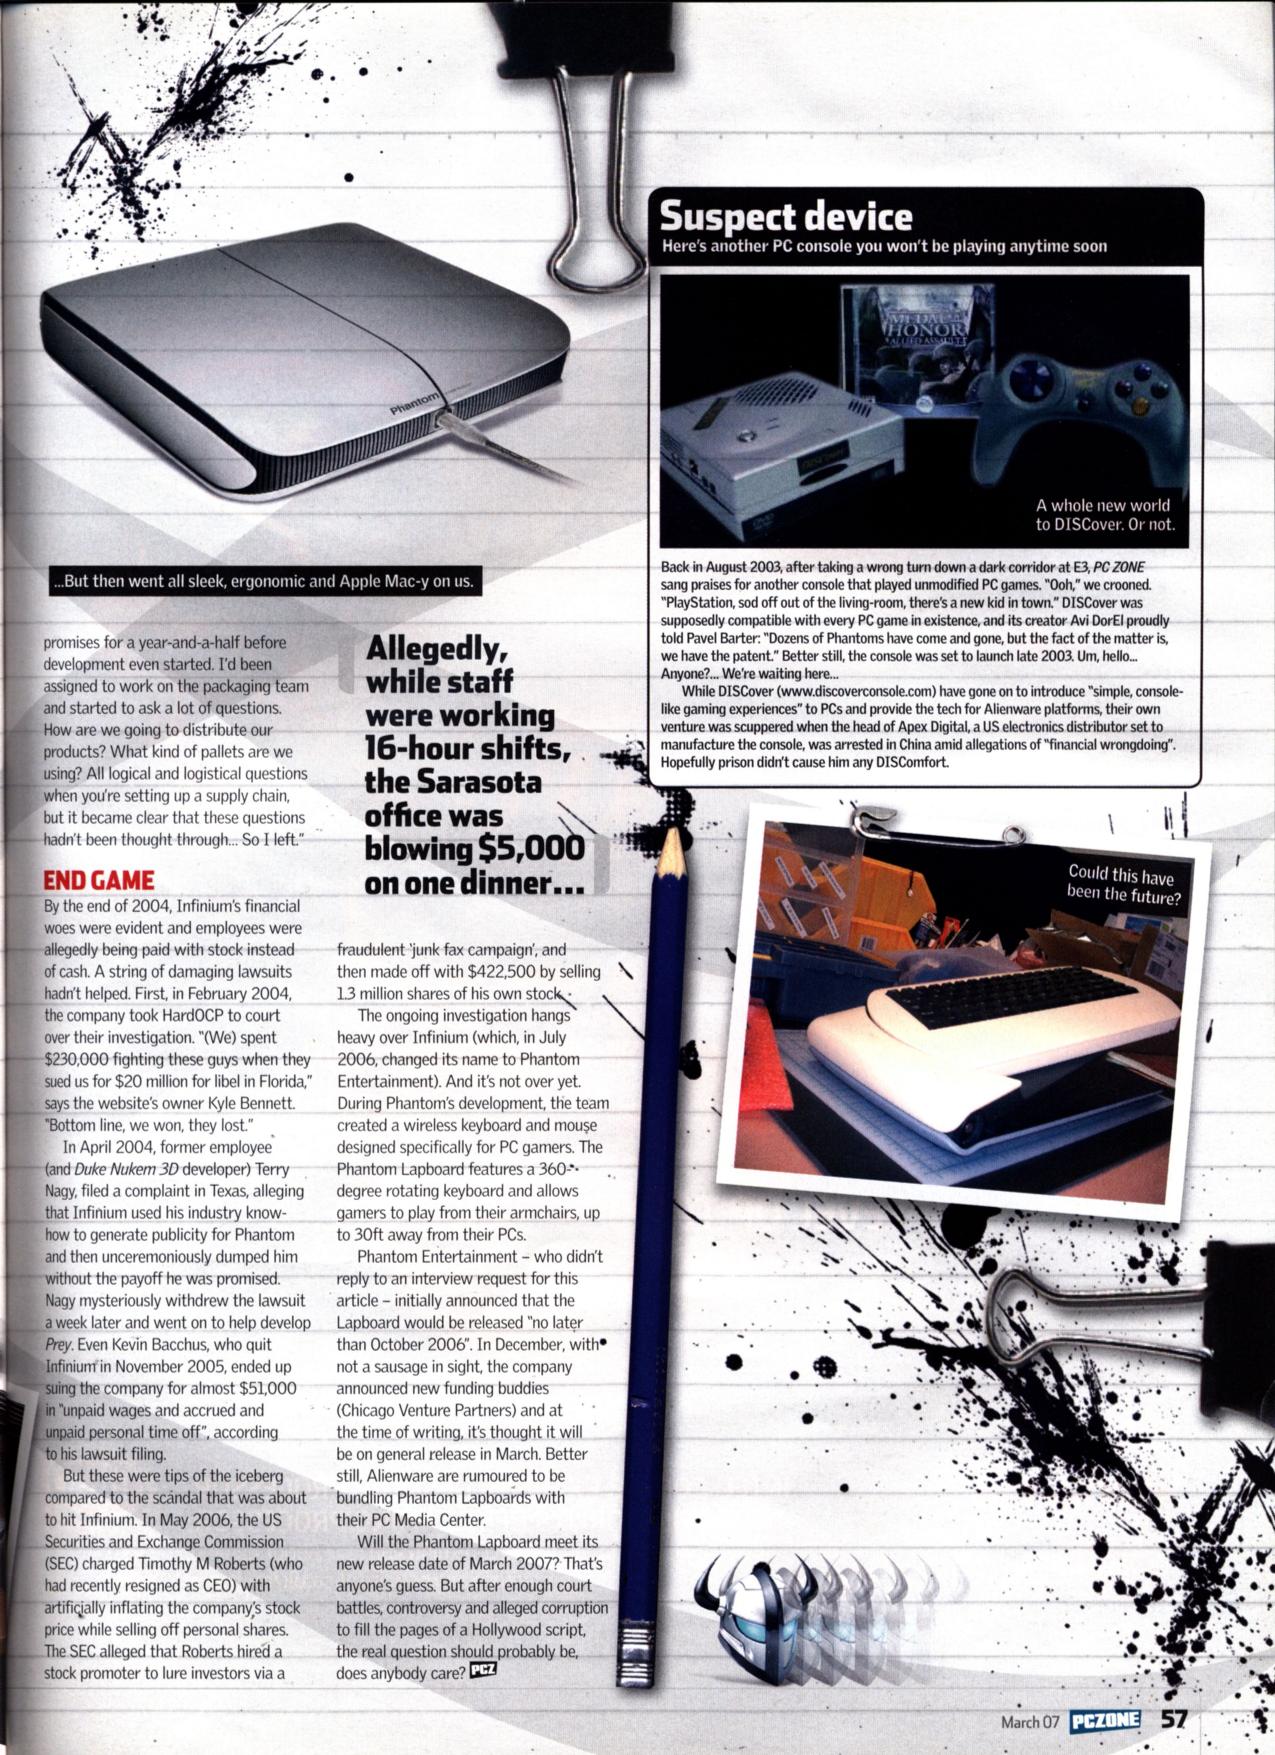 Phantom
...But then went all sleek, ergonomic and Apple Mac-y on us.
promises for a year-and-a-half before
development even started. I'd been
assigned to work on the packaging team
and started to ask a lot of questions.
How are we going to distribute our
products? What kind of pallets are we
using? All logical and logistical questions
when you're setting up a supply chain,
but it became clear that these questions
hadn't been thought through... So I left."
END GAME
By the end of 2004, Infinium's financial
woes were evident and employees were
allegedly being paid with stock instead
of cash. A string of damaging lawsuits
hadn't helped. First, in February 2004,
the company took HardOCP to court
over their investigation. "(We) spent
$230,000 fighting these guys when they
sued us for $20 million for libel in Florida,"
says the website's owner Kyle Bennett.
"Bottom line, we won, they lost."
In April 2004, former employee
(and Duke Nukem 3D developer) Terry
Nagy, filed a complaint in Texas, alleging
that Infinium used his industry know-
how to generate publicity for Phantom
and then unceremoniously dumped him
without the payoff he was promised.
Nagy mysteriously withdrew the lawsuit
a week later and went on to help develop
Prey. Even Kevin Bacchus, who quit
Infinium in November 2005, ended up
suing the company for almost $51,000
in "unpaid wages and accrued and
unpaid personal time off", according
to his lawsuit filing.
But these were tips of the iceberg
compared to the scandal that was about
to hit Infinium. In May 2006, the US
Securities and Exchange Commission
(SEC) charged Timothy M Roberts (who
had recently resigned as CEO) with
artificially inflating the company's stock
price while selling off personal shares.
The SEC alleged that Roberts hired a
stock promoter to lure investors via a
Allegedly,
while staff
were working
16-hour shifts,
the Sarasota
office was
blowing $5,000
on one dinner...
fraudulent 'junk fax campaign', and
then made off with $422,500 by selling
1.3 million shares of his own stock.
The ongoing investigation hangs
heavy over Infinium (which, in July
2006, changed its name to Phantom
Entertainment). And it's not over yet.
During Phantom's development, the team
created a wireless keyboard and mouse
designed specifically for PC gamers. The
Phantom Lapboard features a 360-
degree rotating keyboard and allows
gamers to play from their armchairs, up
to 30ft away from their PCs.
Phantom Entertainment – who didn't
reply to an interview request for this
article – initially announced that the
Lapboard would be released "no later
than October 2006". In December, with
not a sausage in sight, the company
announced new funding buddies
(Chicago Venture Partners) and at
the time of writing, it's thought it will
be on general release in March. Better
still, Alienware are rumoured to be
bundling Phantom Lapboards with
their PC Media Center.
Will the Phantom Lapboard meet its
new release date of March 2007? That's
anyone's guess. But after enough court
battles, controversy and alleged corruption
to fill the pages of a Hollywood script,
the real question should probably be,
does anybody care? PCZ
Suspect device
Here's another PC console you won't be playing anytime soon
MEDAL OF
HONOR
ALLIED ASSAULT
A whole new world
to DISCover. Or not.
Back in August 2003, after taking a wrong turn down a dark corridor at E3, PC ZONE
sang praises for another console that played unmodified PC games. "Ooh," we crooned.
"PlayStation, sod off out of the living-room, there's a new kid in town." DISCover was
supposedly compatible with every PC game in existence, and its creator Avi DorEl proudly
told Pavel Barter: "Dozens of Phantoms have come and gone, but the fact of the matter is,
we have the patent." Better still, the console was set to launch late 2003. Um, hello...
Anyone?... We're waiting here...
While DISCover (www.discoverconsole.com) have gone on to introduce "simple, console-
like gaming experiences" to PCs and provide the tech for Alienware platforms, their own
venture was scuppered when the head of Apex Digital, a US electronics distributor set to
manufacture the console, was arrested in China amid allegations of "financial wrongdoing".
Hopefully prison didn't cause him any DISComfort.
Could this have
been the future?
March 07 PCZONE 57